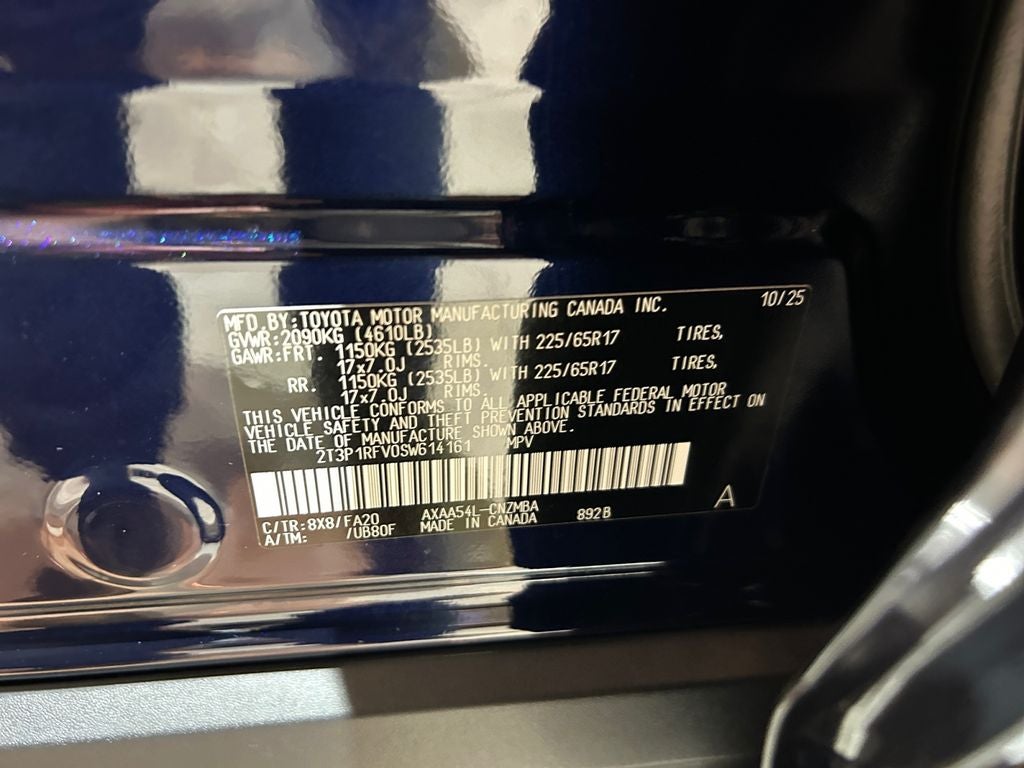 MFD.BY:TOYOTA MOTOR MANUFACTURING CANADA INC. 10/25
GVWR:2090KG (4610LB)
GAWR:FRT. 1150KG (2535LB) WITH 225/65R17 TIRES,
17x7.0J RIMS.
RR. 1150KG (2535LB) WITH 225/65R17 TIRES,
17x7.0J RIMS.
THIS VEHICLE CONFORMS TO ALL APPLICABLE FEDERAL MOTOR
VEHICLE SAFETY AND THEFT PREVENTION STANDARDS IN EFFECT ON
THE DATE OF MANUFACTURE SHOWN ABOVE.
2T3P1RFV0SW614161 MPV
C/TR:8X8/FA20 AXAA54L-CNZMBA 892B A
A/TM: /UB80F MADE IN CANADA